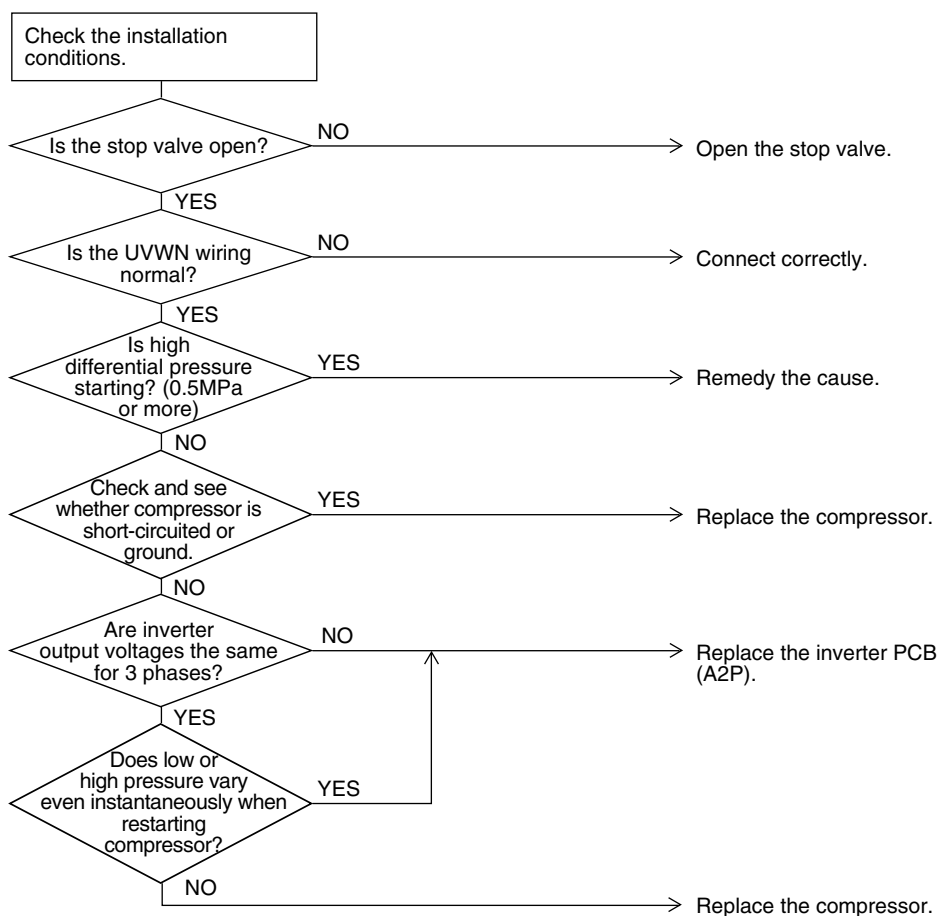 Check the installation
conditions.
Is the stop valve open?
NO
Open the stop valve.
YES
Is the UVWN wiring
normal?
NO
Connect correctly.
YES
Is high
differential pressure
starting? (0.5MPa
or more)
YES
Remedy the cause.
NO
Check and see
whether compressor is
short-circuited or
ground.
YES
Replace the compressor.
NO
Are inverter
output voltages the same
for 3 phases?
NO
Replace the inverter PCB
(A2P).
YES
Does low or
high pressure vary
even instantaneously when
restarting
compressor?
YES
NO
Replace the compressor.